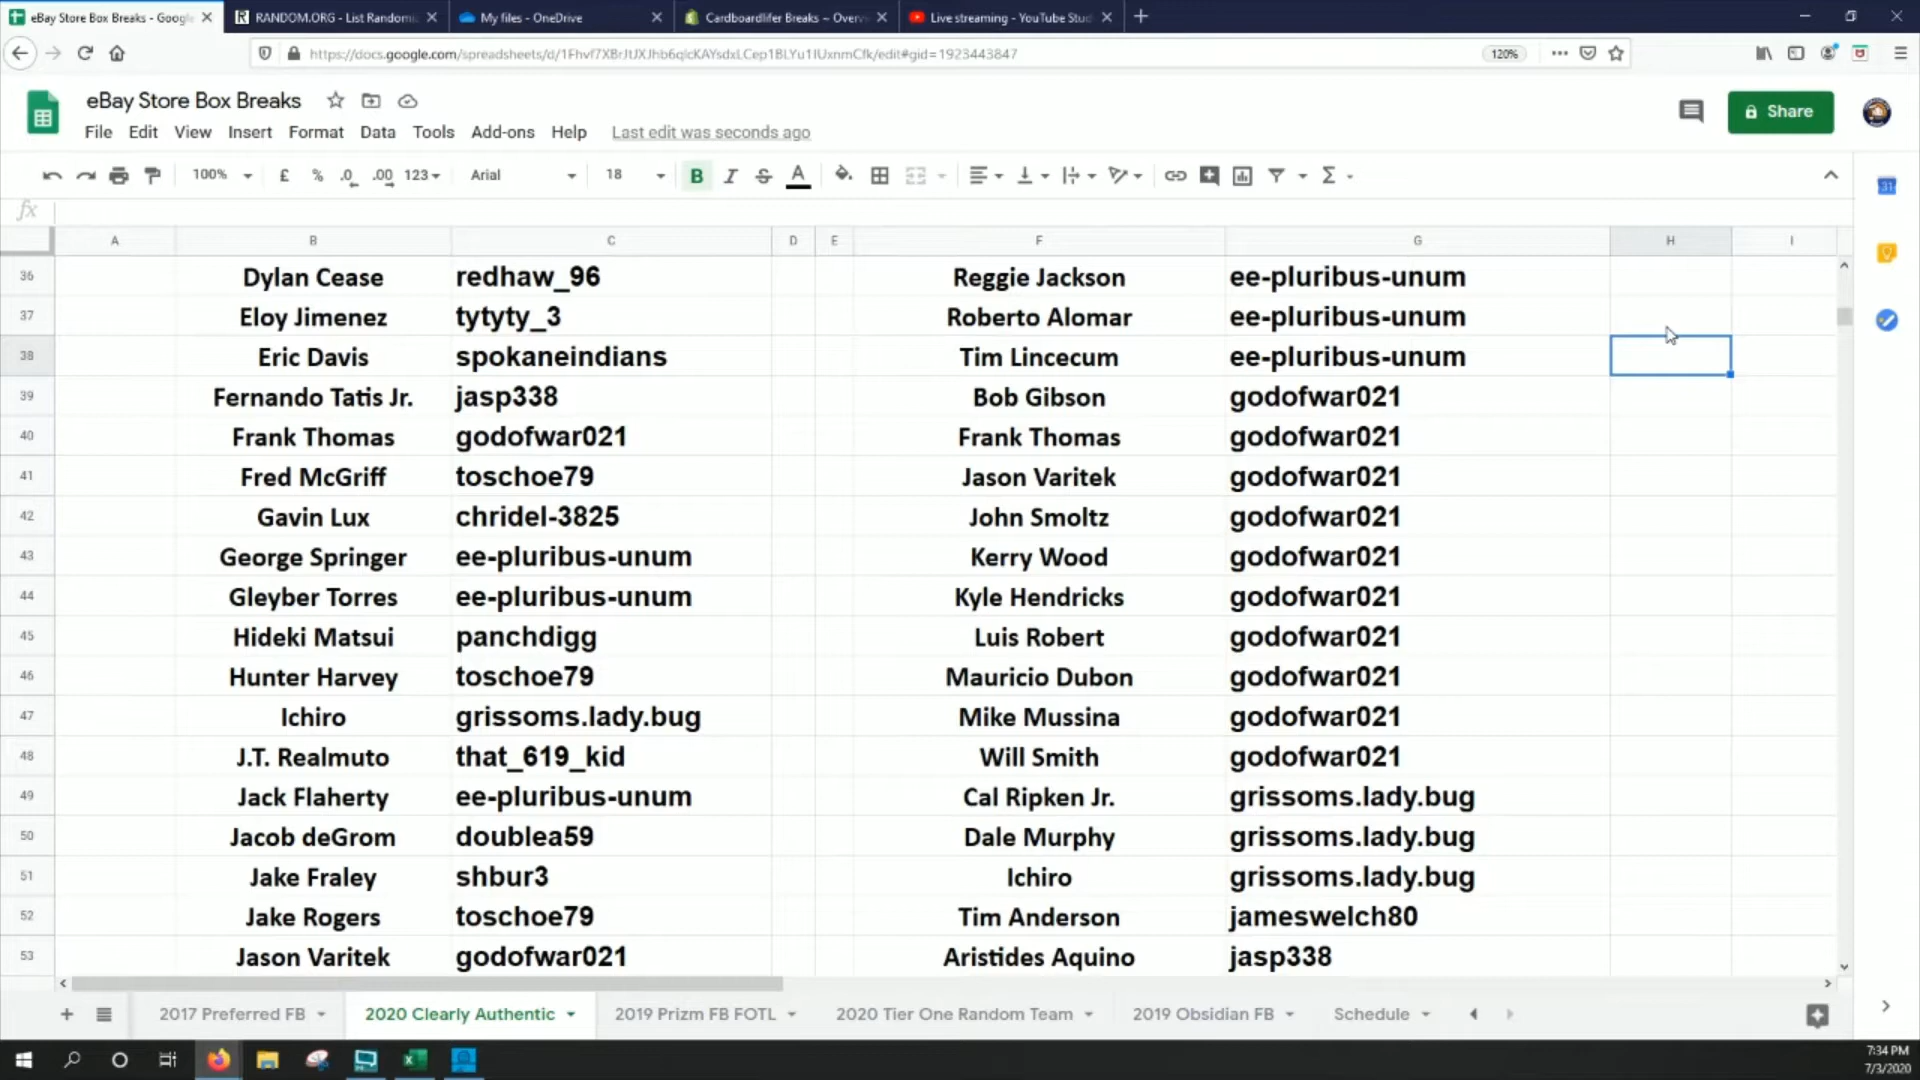 eBay Store Box Breaks - Google
RANDOM.ORG - List Randomi
My files - OneDrive
Cardboardlifer Breaks ~ Overv
Live streaming - YouTube Stud
120%
eBay Store Box Breaks
File Edit View Insert Format Data Tools Add-ons Help Last edit was seconds ago
Share
100% £ % .0 .00 123 Arial 18 B I S A Σ
fx
A B C D E F G H I
36 Dylan Cease redhaw_96 Reggie Jackson ee-pluribus-unum
37 Eloy Jimenez tytyty_3 Roberto Alomar ee-pluribus-unum
38 Eric Davis spokaneindians Tim Lincecum ee-pluribus-unum
39 Fernando Tatis Jr. jasp338 Bob Gibson godofwar021
40 Frank Thomas godofwar021 Frank Thomas godofwar021
41 Fred McGriff toschoe79 Jason Varitek godofwar021
42 Gavin Lux chridel-3825 John Smoltz godofwar021
43 George Springer ee-pluribus-unum Kerry Wood godofwar021
44 Gleyber Torres ee-pluribus-unum Kyle Hendricks godofwar021
45 Hideki Matsui panchdigg Luis Robert godofwar021
46 Hunter Harvey toschoe79 Mauricio Dubon godofwar021
47 Ichiro grissoms.lady.bug Mike Mussina godofwar021
48 J.T. Realmuto that_619_kid Will Smith godofwar021
49 Jack Flaherty ee-pluribus-unum Cal Ripken Jr. grissoms.lady.bug
50 Jacob deGrom doublea59 Dale Murphy grissoms.lady.bug
51 Jake Fraley shbur3 Ichiro grissoms.lady.bug
52 Jake Rogers toschoe79 Tim Anderson jameswelch80
53 Jason Varitek godofwar021 Aristides Aquino jasp338
2017 Preferred FB 2020 Clearly Authentic 2019 Prizm FB FOTL 2020 Tier One Random Team 2019 Obsidian FB Schedule
7:34 PM
7/3/2020